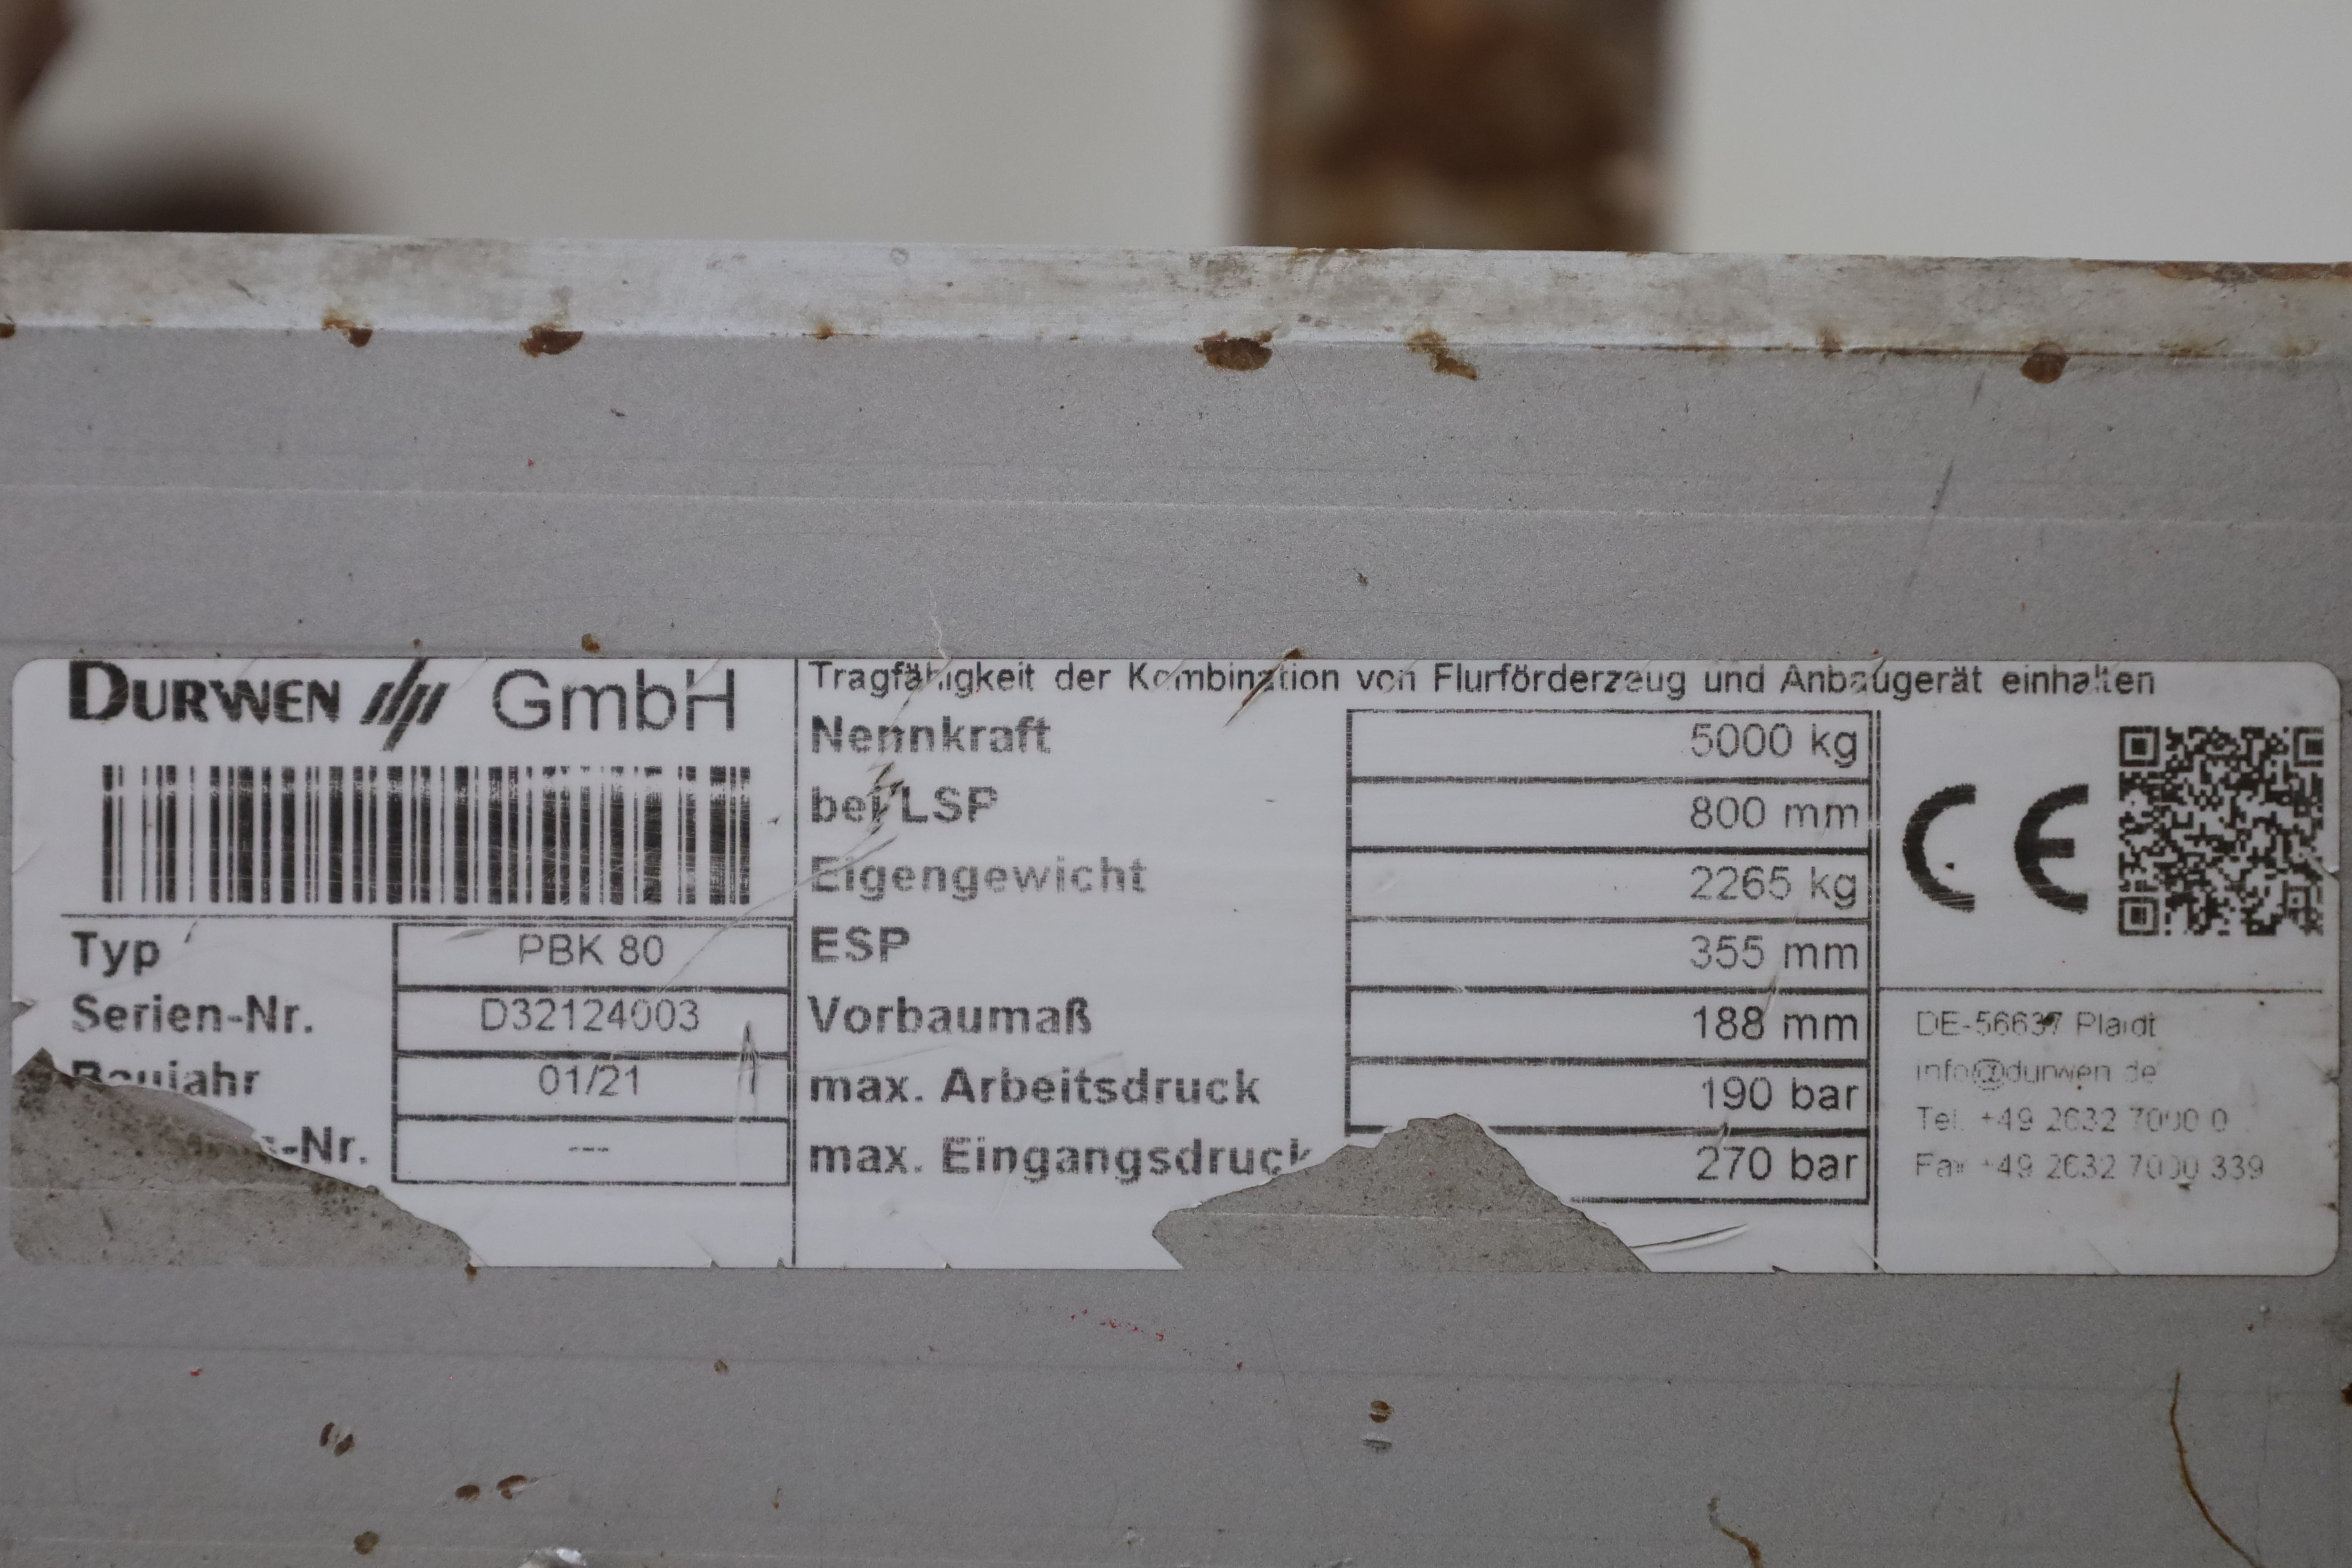 DURWEN GmbH
Typ PBK 80
Serien-Nr. D32124003
Baujahr 01/21
-Nr. ---
Tragfähigkeit der Kombination von Flurförderzeug und Anbaugerät einhalten
Nennkraft 5000 kg
bei LSP 800 mm
Eigengewicht 2265 kg
ESP 355 mm
Vorbaumaß 188 mm
max. Arbeitsdruck 190 bar
max. Eingangsdruck 270 bar
CE
DE-56637 Plaidt
info@durwen.de
Tel. +49 2632 7000 0
Fax +49 2632 7000 339